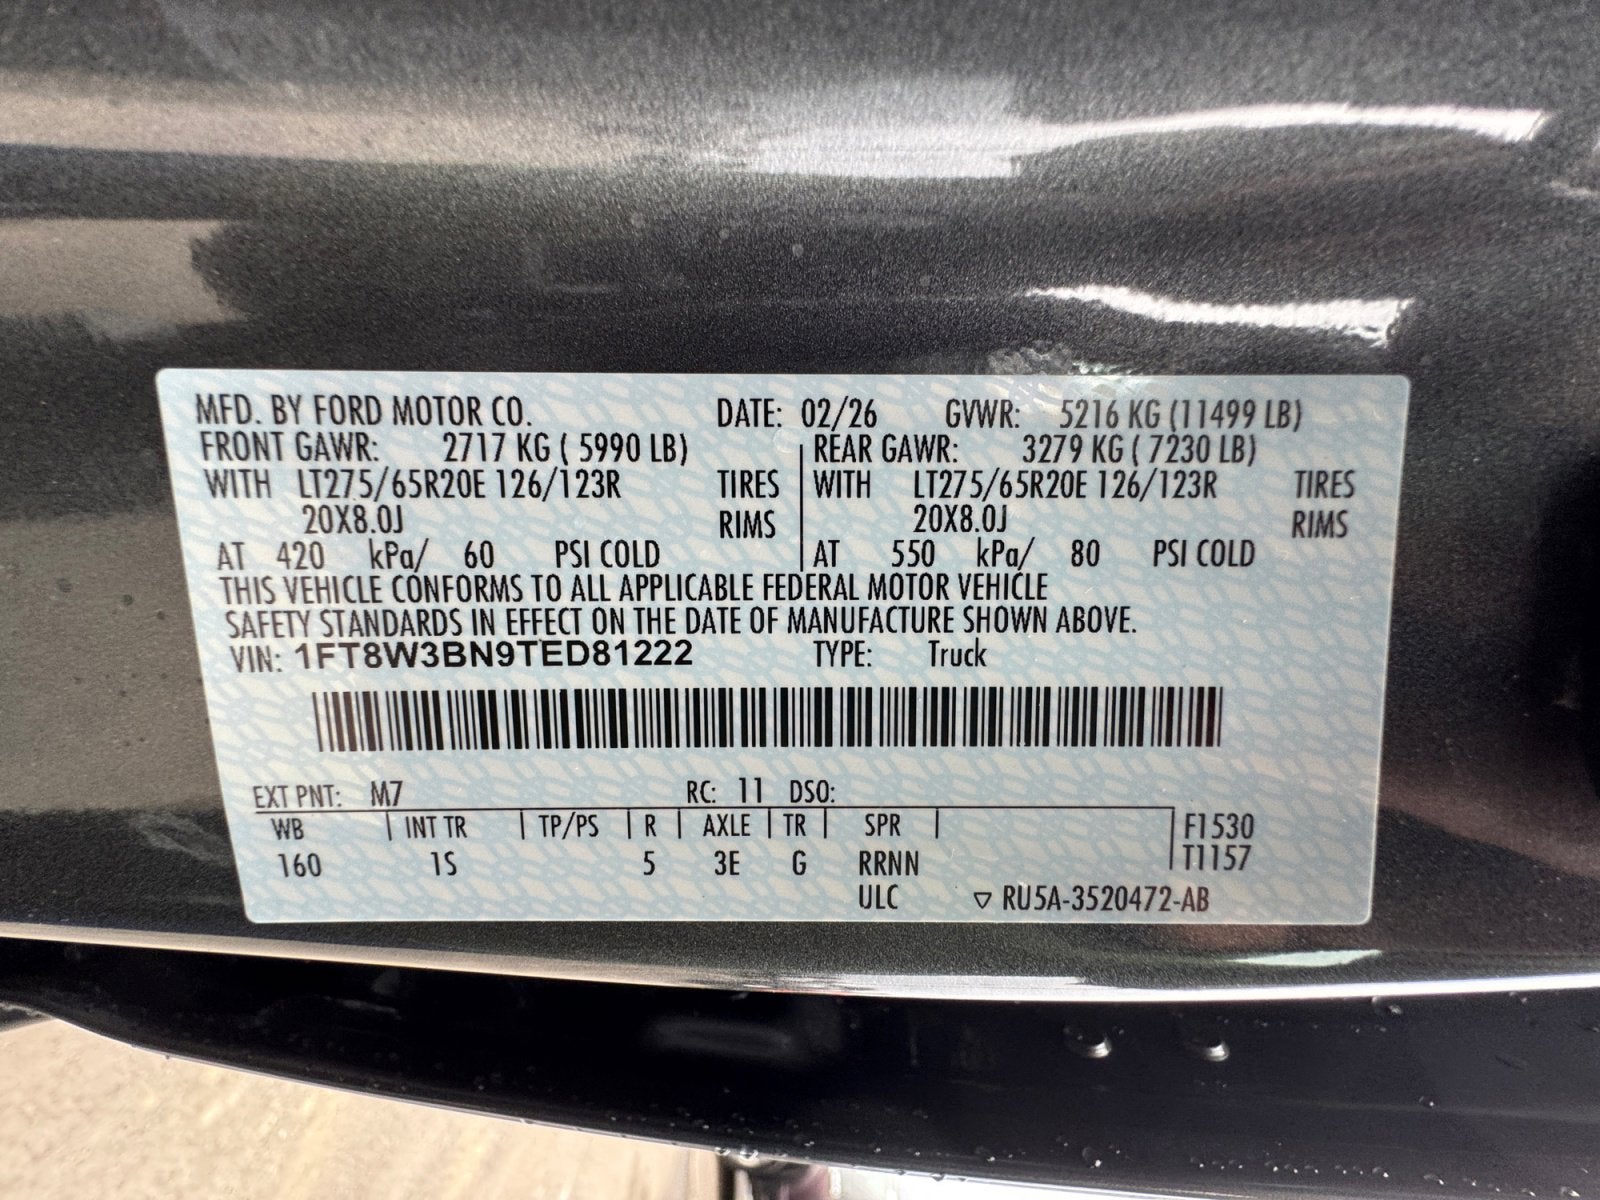 MFD. BY FORD MOTOR CO. DATE: 02/26 GVWR: 5216 KG (11499 LB)
FRONT GAWR: 2717 KG ( 5990 LB) REAR GAWR: 3279 KG ( 7230 LB)
WITH LT275/65R20E 126/123R TIRES WITH LT275/65R20E 126/123R TIRES
20X8.0J RIMS 20X8.0J RIMS
AT 420 kPa/ 60 PSI COLD AT 550 kPa/ 80 PSI COLD
THIS VEHICLE CONFORMS TO ALL APPLICABLE FEDERAL MOTOR VEHICLE
SAFETY STANDARDS IN EFFECT ON THE DATE OF MANUFACTURE SHOWN ABOVE.
VIN: 1FT8W3BN9TED81222 TYPE: Truck
EXT PNT: M7 RC: 11 DSO:
WB INT TR TP/PS R AXLE TR SPR F1530
160 1S 5 3E G RRNN T1157
ULC ▽ RU5A-3520472-AB